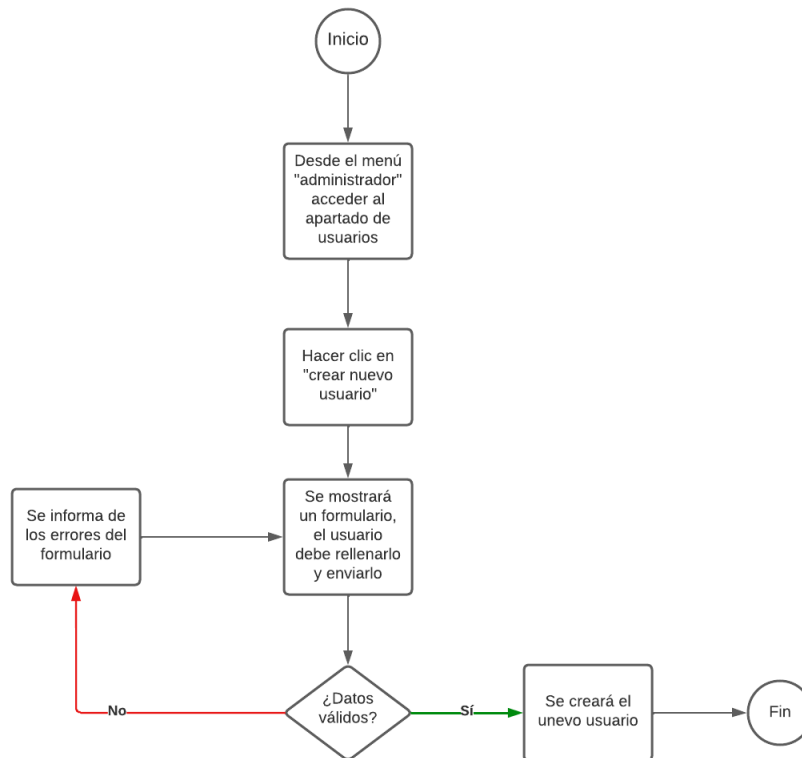 Inicio
Desde el menú
"administrador"
acceder al
apartado de
usuarios
Hacer clic en
"crear nuevo
usuario"
Se mostrará
un formulario,
el usuario
debe rellenarlo
y enviarlo
Se informa de
los errores del
formulario
¿Datos
válidos?
No
Sí
Se creará el
unevo usuario
Fin